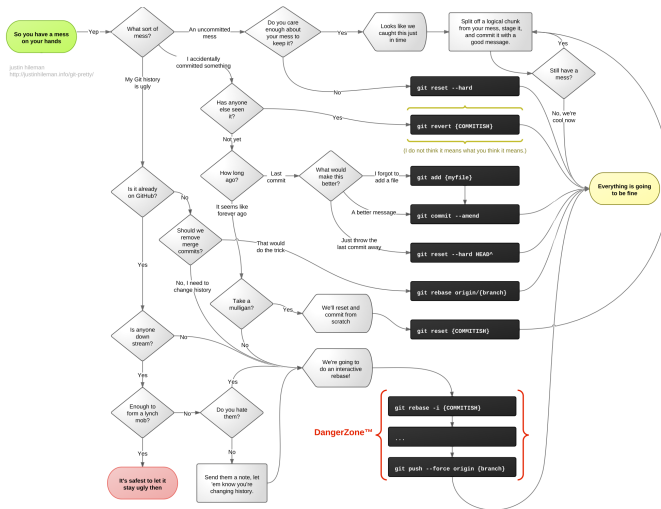 So you have a mess
on your hands
Yep
What sort of
mess?
An uncommitted
mess
Do you care
enough about
your mess to
keep it?
Yes
Looks like we
caught this just
in time
Split off a logical chunk
from your mess, stage it,
and commit it with a
good message.
Yes
Still have a
mess?
No, we're
cool now
justin hileman
http://justinhileman.info/git-pretty/
My Git history
is ugly
I accidentally
committed something
No
git reset --hard
Has anyone
else seen
it?
Yes
git revert {COMMITISH}
(I do not think it means what you think it means.)
Not yet
How long
ago?
Last
commit
What would
make this
better?
I forgot to
add a file
git add {myfile}
A better message
git commit --amend
Just throw the
last commit away
git reset --hard HEAD^
Everything is going
to be fine
Is it already
on GitHub?
No
It seems like
forever ago
Should we
remove
merge
commits?
That would
do the trick
git rebase origin/{branch}
Yes
No, I need to
change history
Take a
mulligan?
Yes
We'll reset and
commit from
scratch
git reset {COMMITISH}
No
Is anyone
down
stream?
No
We're going to
do an interactive
rebase!
Yes
Yes
Enough to
form a lynch
mob?
No
Do you hate
them?
DangerZone™
git rebase -i {COMMITISH}
...
git push --force origin {branch}
Yes
No
It's safest to let it
stay ugly then
Send them a note, let
'em know you're
changing history.